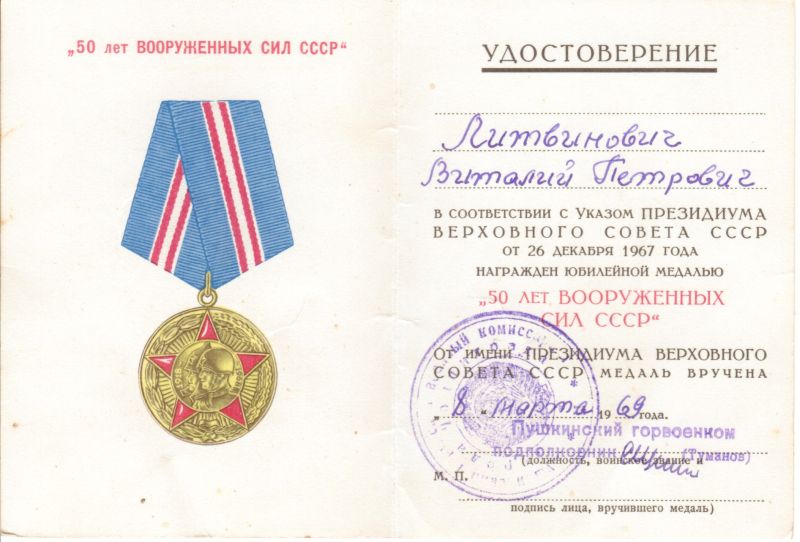 „50 лет ВООРУЖЕННЫХ СИЛ СССР“
УДОСТОВЕРЕНИЕ
Литвинович
Виталий Петрович
В СООТВЕТСТВИИ С УКАЗОМ ПРЕЗИДИУМА
ВЕРХОВНОГО СОВЕТА СССР
ОТ 26 ДЕКАБРЯ 1967 ГОДА
НАГРАЖДЕН ЮБИЛЕЙНОЙ МЕДАЛЬЮ
„50 ЛЕТ ВООРУЖЕННЫХ
СИЛ СССР“
ОТ ИМЕНИ ПРЕЗИДИУМА ВЕРХОВНОГО
СОВЕТА СССР МЕДАЛЬ ВРУЧЕНА
„8“ марта 1969 года.
Пушкинский горвоенком
подполковник (Туманов)
(должность, воинское звание и
М. П.
подпись лица, вручившего медаль)